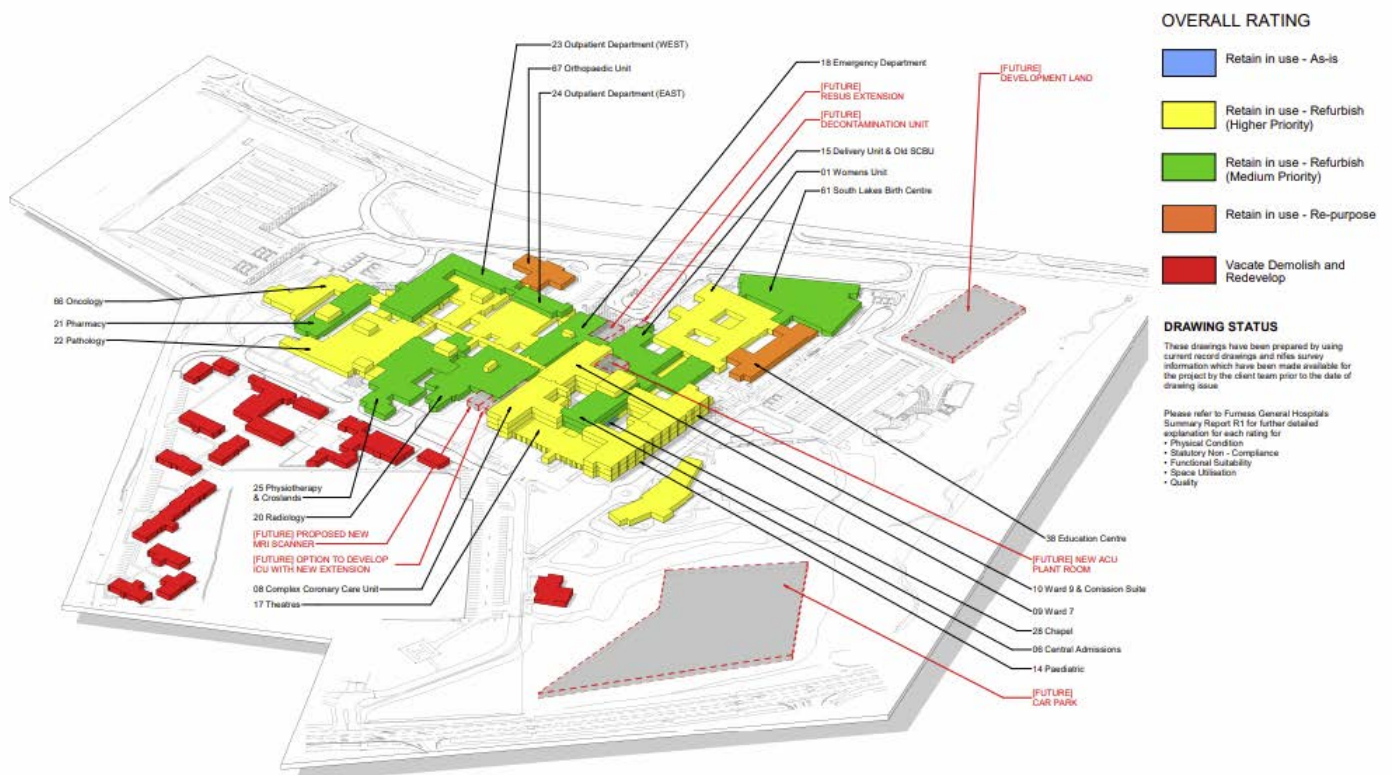 23 Outpatient Department (WEST)
67 Orthopaedic Unit
24 Outpatient Department (EAST)
18 Emergency Department
[FUTURE]
RESUS EXTENSION
[FUTURE]
DECONTAMINATION UNIT
15 Delivery Unit & Old SCBU
01 Womens Unit
61 South Lakes Birth Centre
[FUTURE]
DEVELOPMENT LAND
66 Oncology
21 Pharmacy
22 Pathology
25 Physiotherapy
& Croslands
20 Radiology
[FUTURE] PROPOSED NEW
MRI SCANNER
[FUTURE] OPTION TO DEVELOP
ICU WITH NEW EXTENSION
08 Complex Coronary Care Unit
17 Theatres
38 Education Centre
[FUTURE] NEW ACU
PLANT ROOM
10 Ward 9 & Conission Suite
09 Ward 7
28 Chapel
06 Central Admissions
14 Paediatric
[FUTURE]
CAR PARK
OVERALL RATING
Retain in use - As-is
Retain in use - Refurbish
(Higher Priority)
Retain in use - Refurbish
(Medium Priority)
Retain in use - Re-purpose
Vacate Demolish and
Redevelop
DRAWING STATUS
These drawings have been prepared by using
current record drawings and nifes survey
information which have been made available for
the project by the client team prior to the date of
drawing issue
Please refer to Furness General Hospitals
Summary Report R1 for further detailed
explanation for each rating for
• Physical Condition
• Statutory Non - Compliance
• Functional Suitability
• Space Utilisation
• Quality